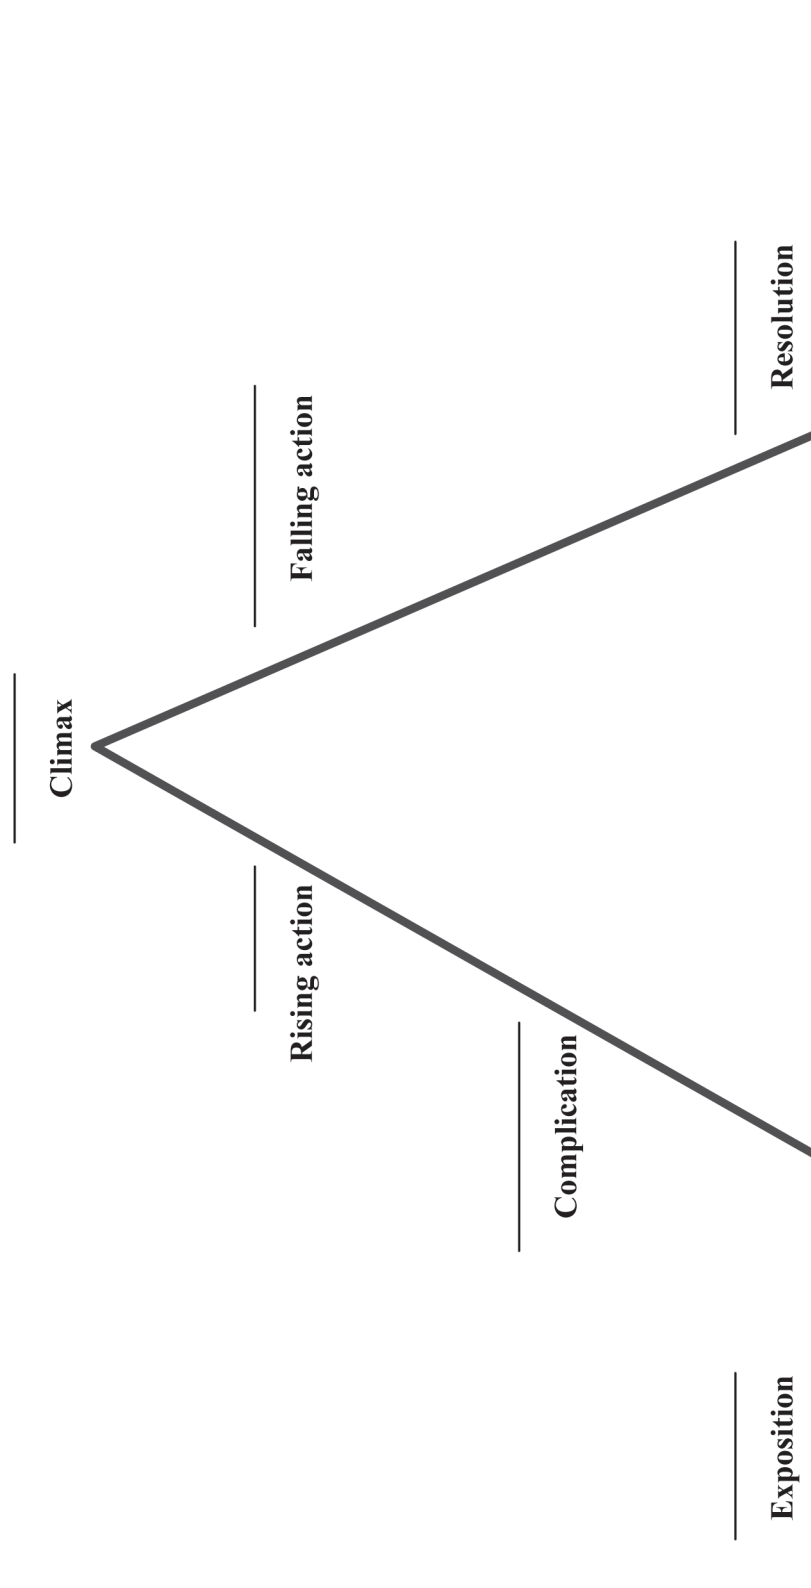 Climax
Rising action
Falling action
Complication
Exposition
Resolution